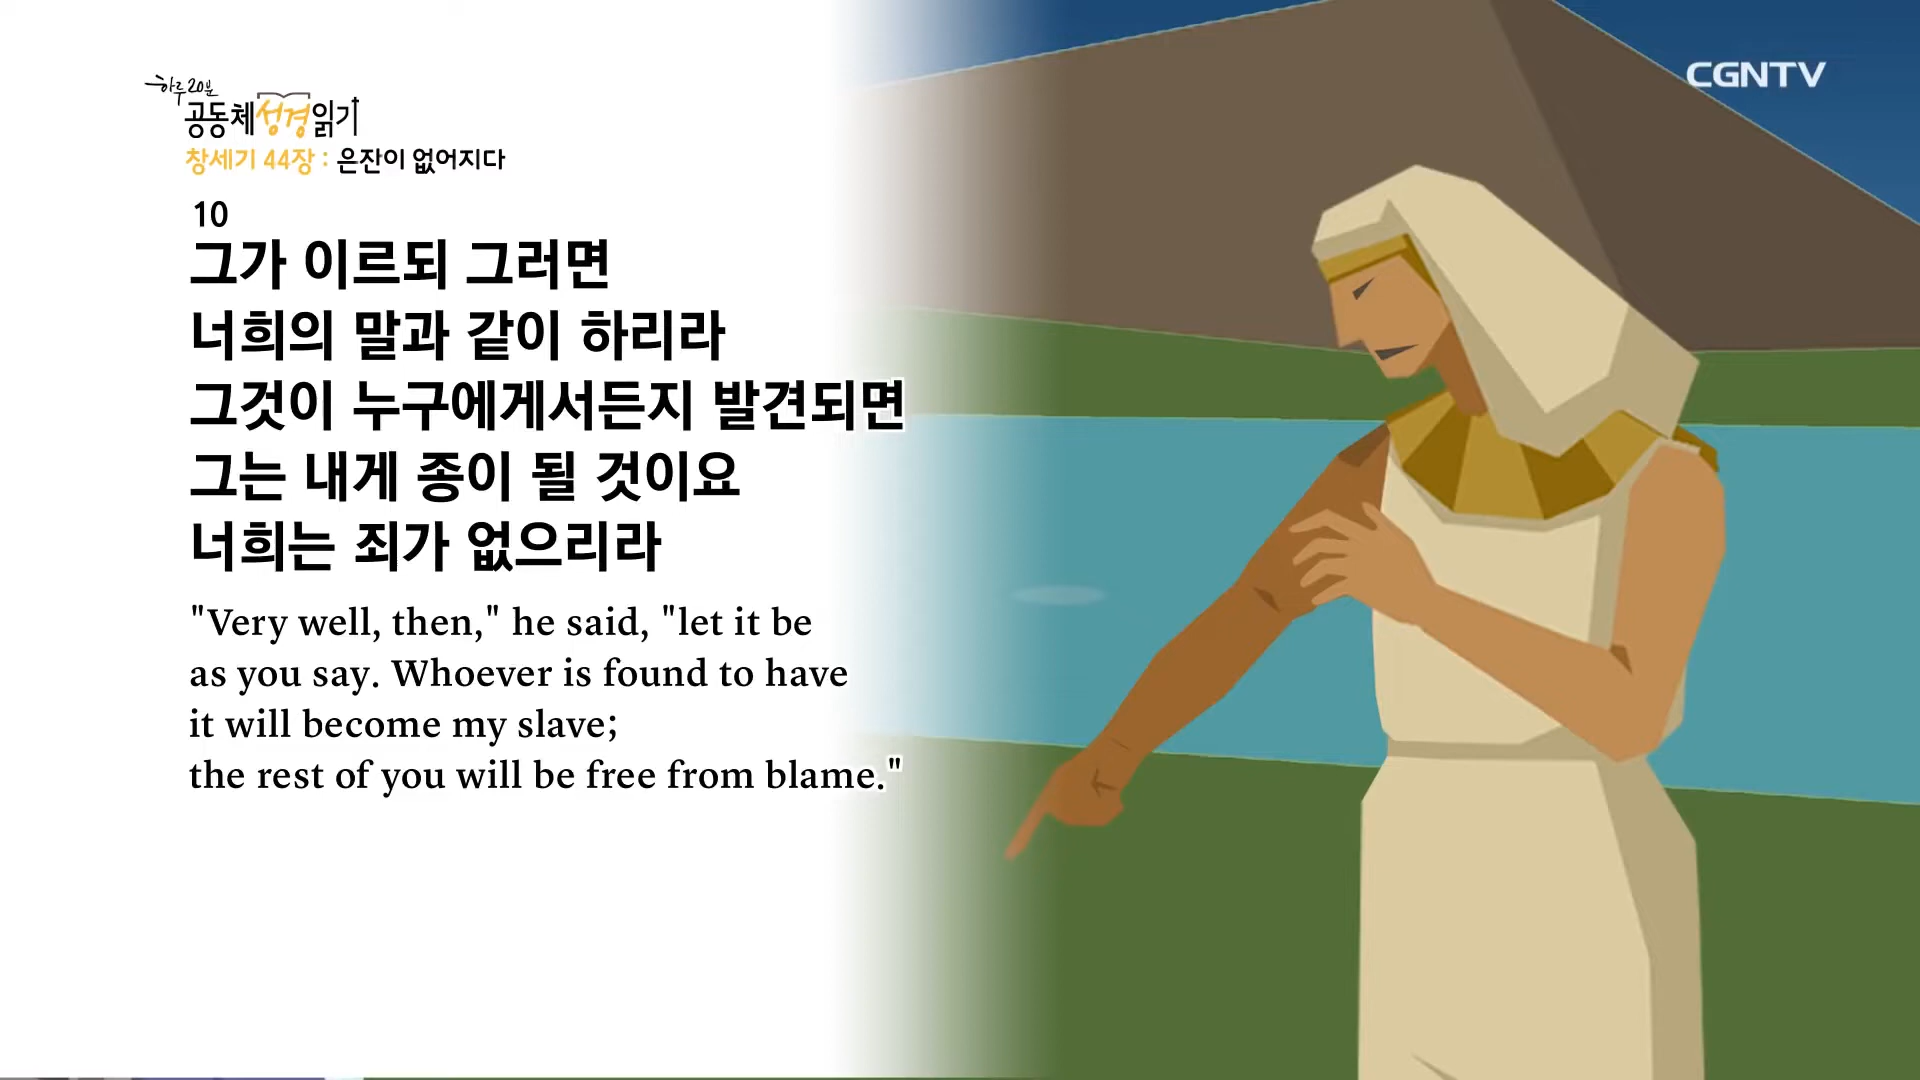 하루 20분
공동체성경읽기
창세기 44장 : 은잔이 없어지다
CGNTV
10
그가 이르되 그러면
너희의 말과 같이 하리라
그것이 누구에게서든지 발견되면
그는 내게 종이 될 것이요
너희는 죄가 없으리라
"Very well, then," he said, "let it be
as you say. Whoever is found to have
it will become my slave;
the rest of you will be free from blame."